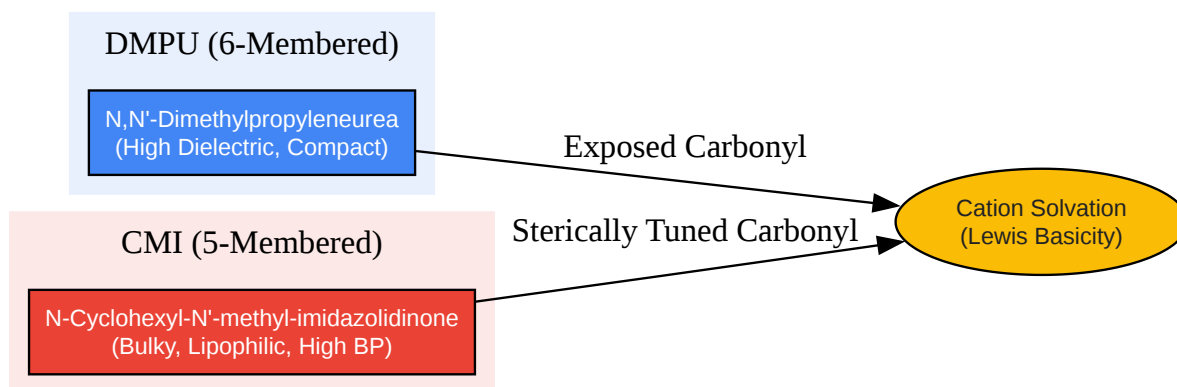 DMPU (6-Membered)
N,N'-Dimethylpropyleneurea
(High Dielectric, Compact)
Exposed Carbonyl
Cation Solvation
(Lewis Basicity)
Sterically Tuned Carbonyl
CMI (5-Membered)
N-Cyclohexyl-N'-methyl-imidazolidinone
(Bulky, Lipophilic, High BP)